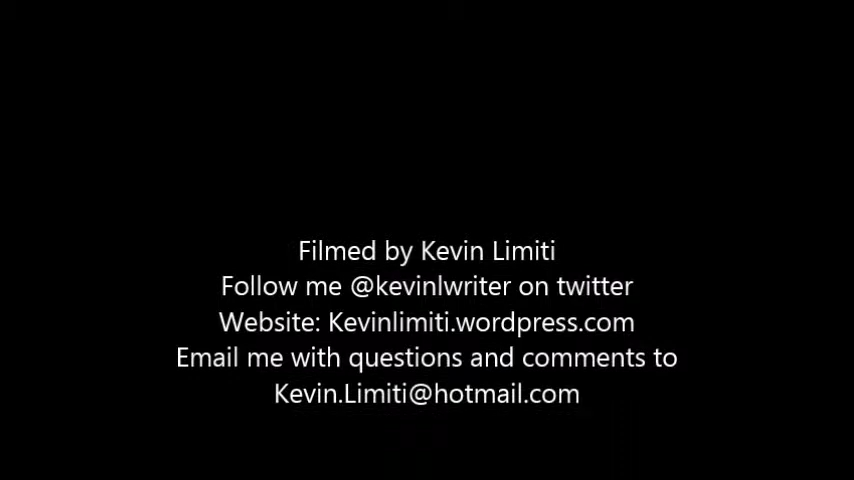 Filmed by Kevin Limiti
Follow me @kevinlwriter on twitter
Website: Kevinlimiti.wordpress.com
Email me with questions and comments to
Kevin.Limiti@hotmail.com